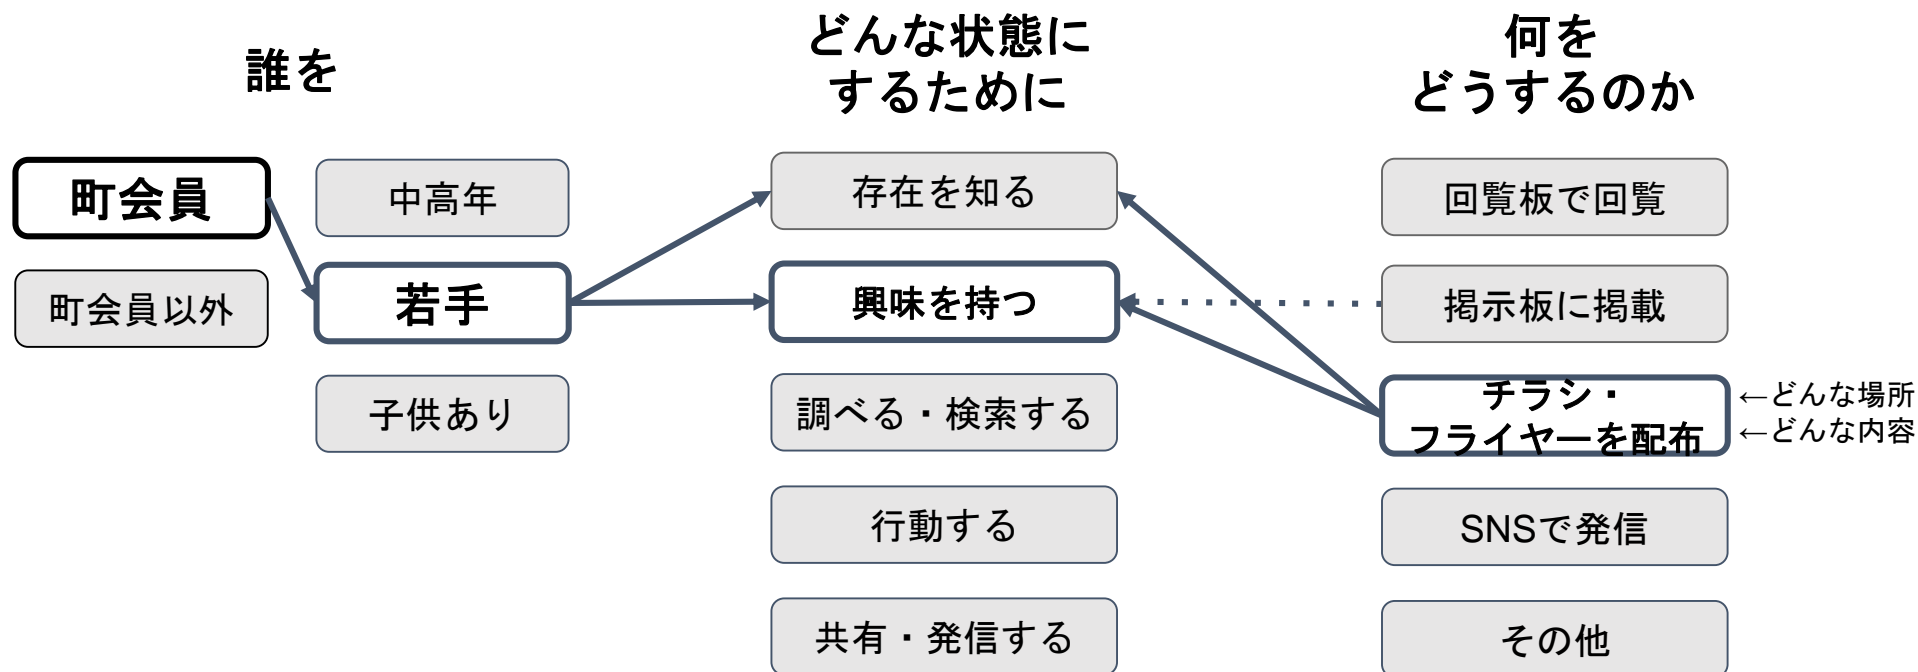 誰を
どんな状態に
するために
何を
どうするのか
町会員
町会員以外
中高年
若手
子供あり
存在を知る
興味を持つ
調べる・検索する
行動する
共有・発信する
回覧板で回覧
掲示板に掲載
チラシ・
フライヤーを配布
←どんな場所
←どんな内容
SNSで発信
その他